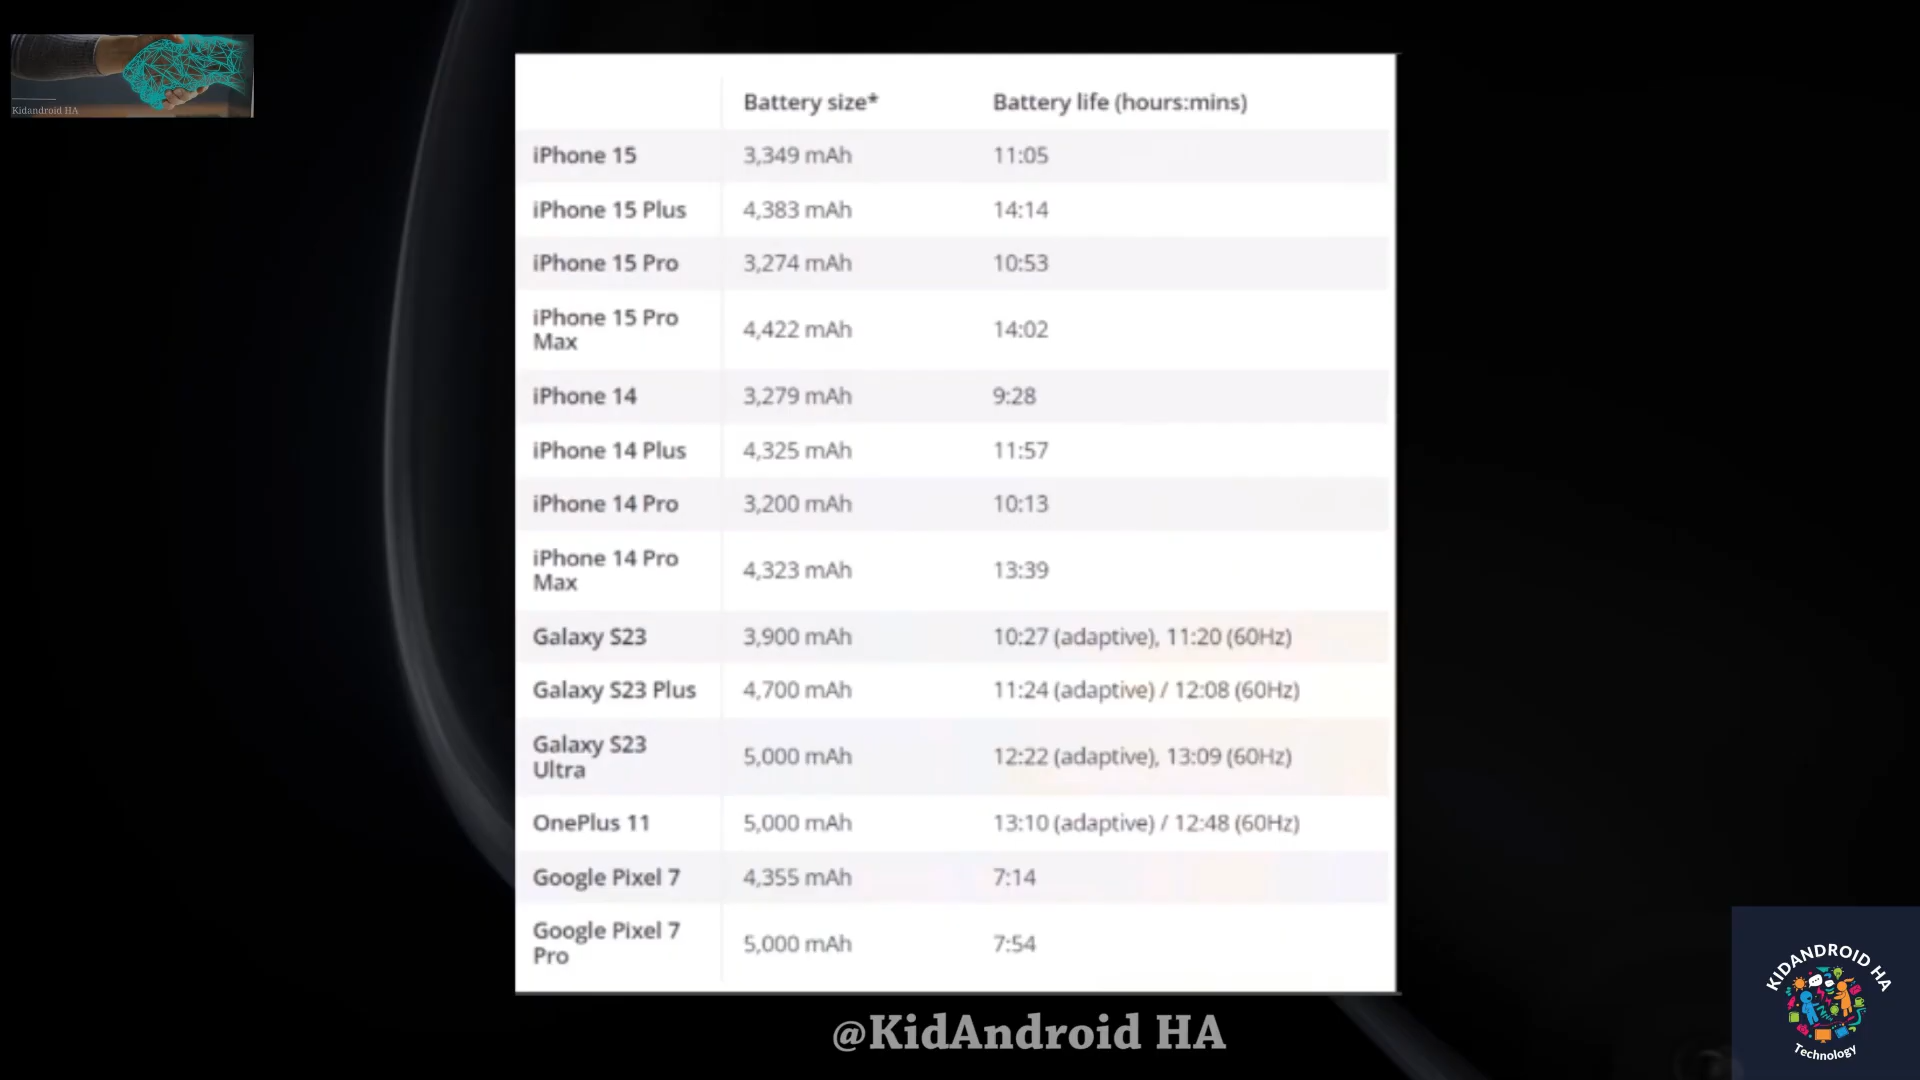 Kidandroid HA
Battery size* Battery life (hours:mins)
iPhone 15 3,349 mAh 11:05
iPhone 15 Plus 4,383 mAh 14:14
iPhone 15 Pro 3,274 mAh 10:53
iPhone 15 Pro
Max 4,422 mAh 14:02
iPhone 14 3,279 mAh 9:28
iPhone 14 Plus 4,325 mAh 11:57
iPhone 14 Pro 3,200 mAh 10:13
iPhone 14 Pro
Max 4,323 mAh 13:39
Galaxy S23 3,900 mAh 10:27 (adaptive), 11:20 (60Hz)
Galaxy S23 Plus 4,700 mAh 11:24 (adaptive) / 12:08 (60Hz)
Galaxy S23
Ultra 5,000 mAh 12:22 (adaptive), 13:09 (60Hz)
OnePlus 11 5,000 mAh 13:10 (adaptive) / 12:48 (60Hz)
Google Pixel 7 4,355 mAh 7:14
Google Pixel 7
Pro 5,000 mAh 7:54
@KidAndroid HA
KIDANDROID HA
Technology